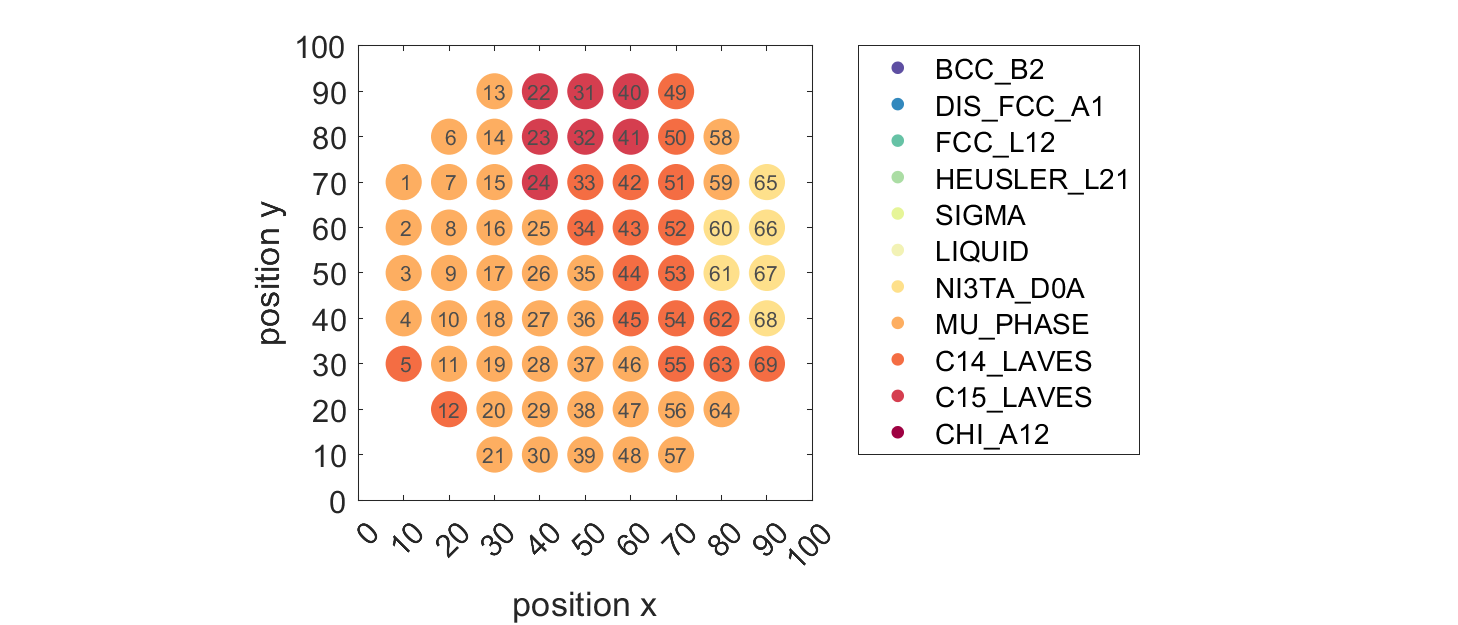 100
90
80
70
60
50
40
30
20
10
0
position y
13 22 31 40 49
6 14 23 32 41 50 58
1 7 15 24 33 42 51 59 65
2 8 16 25 34 43 52 60 66
3 9 17 26 35 44 53 61 67
4 10 18 27 36 45 54 62 68
5 11 19 28 37 46 55 63 69
12 20 29 38 47 56 64
21 30 39 48 57
0 10 20 30 40 50 60 70 80 90 100
position x
BCC_B2
DIS_FCC_A1
FCC_L12
HEUSLER_L21
SIGMA
LIQUID
NI3TA_D0A
MU_PHASE
C14_LAVES
C15_LAVES
CHI_A12